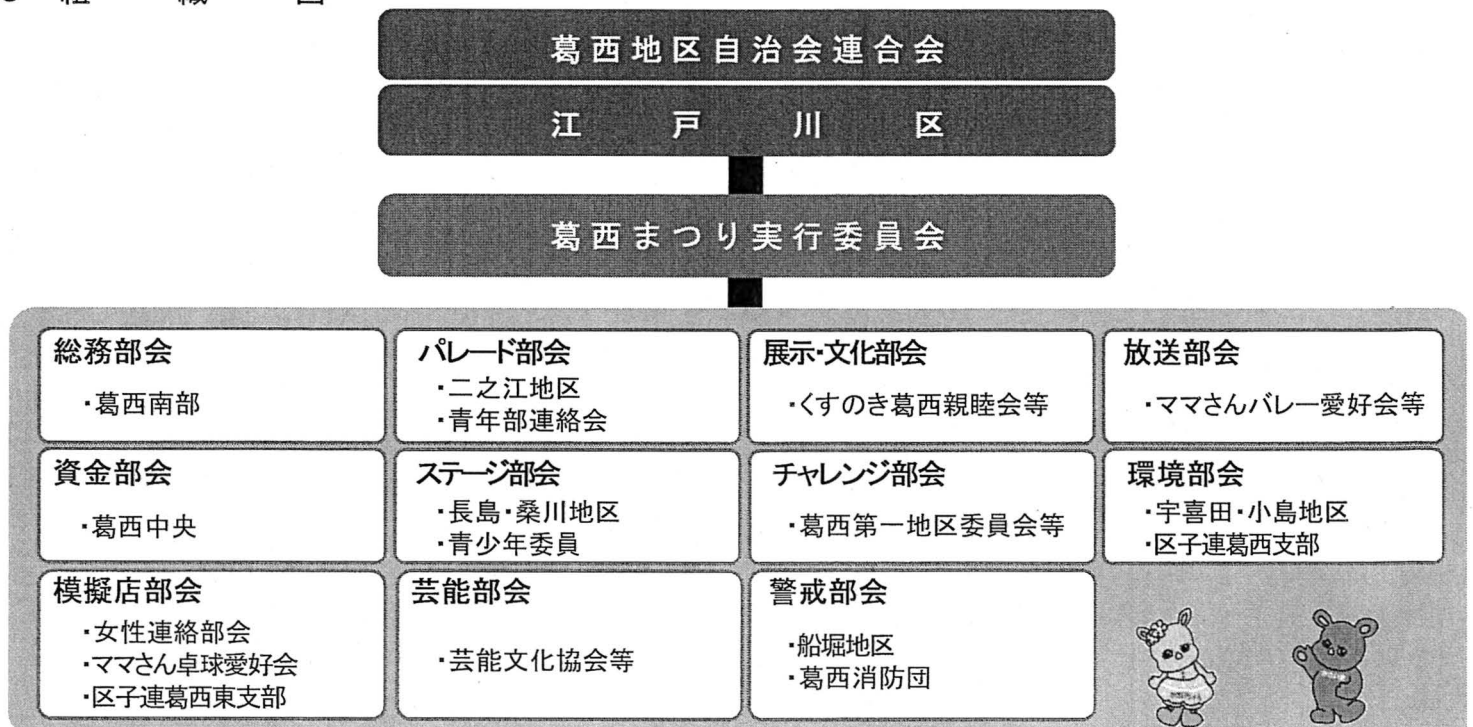 組織図
葛西地区自治会連合会
江戸川区
葛西まつり実行委員会
総務部会
・葛西南部
パレード部会
・二之江地区
・青年部連絡会
展示・文化部会
・くすのき葛西親睦会等
放送部会
・ママさんバレー愛好会等
資金部会
・葛西中央
ステージ部会
・長島・桑川地区
・青少年委員
チャレンジ部会
・葛西第一地区委員会等
環境部会
・宇喜田・小島地区
・区子連葛西支部
模擬店部会
・女性連絡部会
・ママさん卓球愛好会
・区子連葛西東支部
芸能部会
・芸能文化協会等
警戒部会
・船堀地区
・葛西消防団